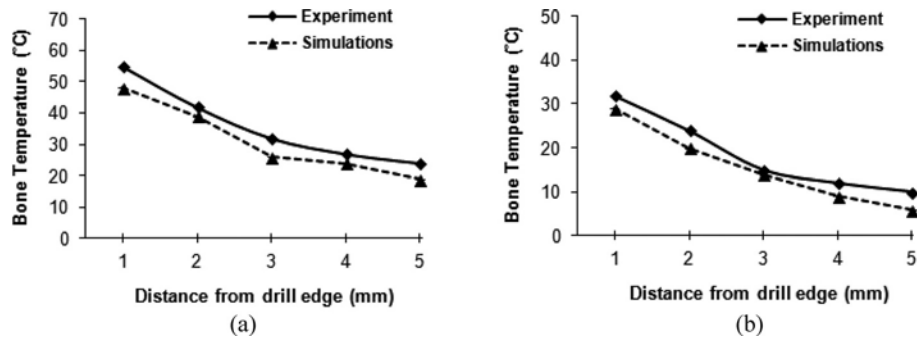 70
60
50
40
30
20
10
0
Bone Temperature (°C)
Experiment
Simulations
1 2 3 4 5
Distance from drill edge (mm)
(a)
50
40
30
20
10
0
Bone Temperature (°C)
Experiment
Simulations
1 2 3 4 5
Distance from drill edge (mm)
(b)